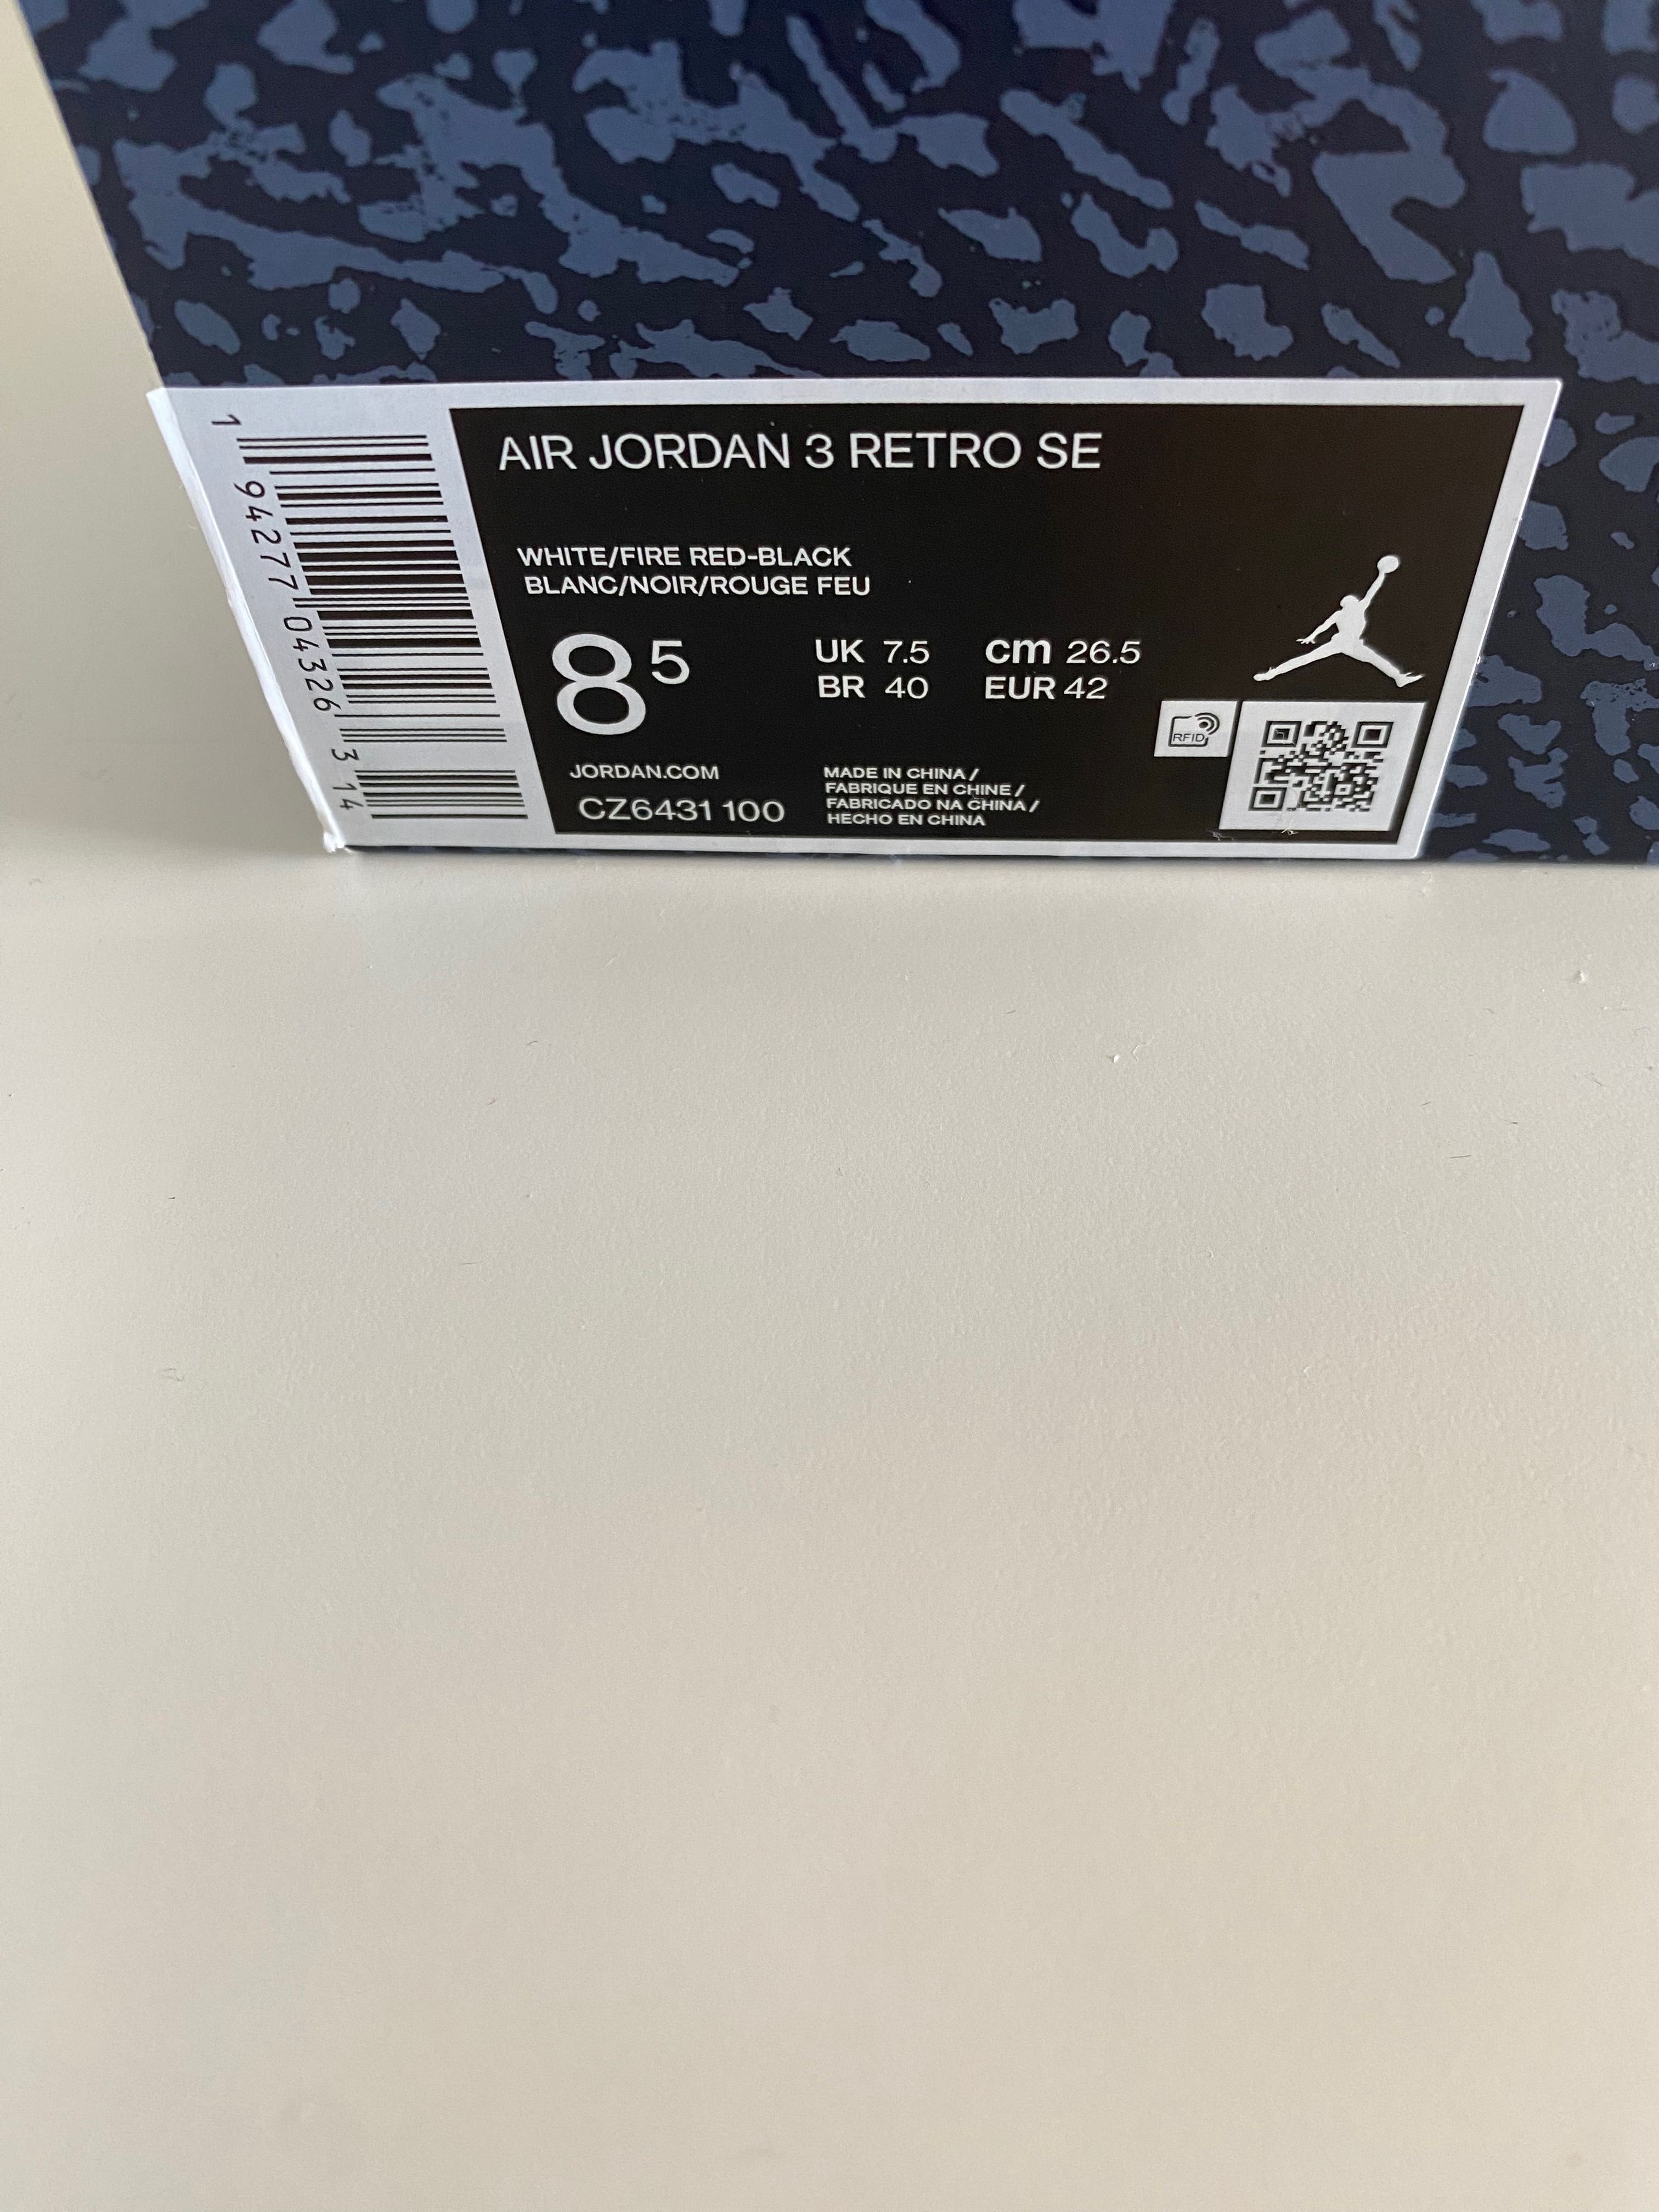 AIR JORDAN 3 RETRO SE
WHITE/FIRE RED-BLACK
BLANC/NOIR/ROUGE FEU
8 5
UK 7.5 cm 26.5
BR 40 EUR 42
JORDAN.COM
CZ6431 100
MADE IN CHINA /
FABRIQUE EN CHINE /
FABRICADO NA CHINA /
HECHO EN CHINA
RFID
1 94277 04326 3 14